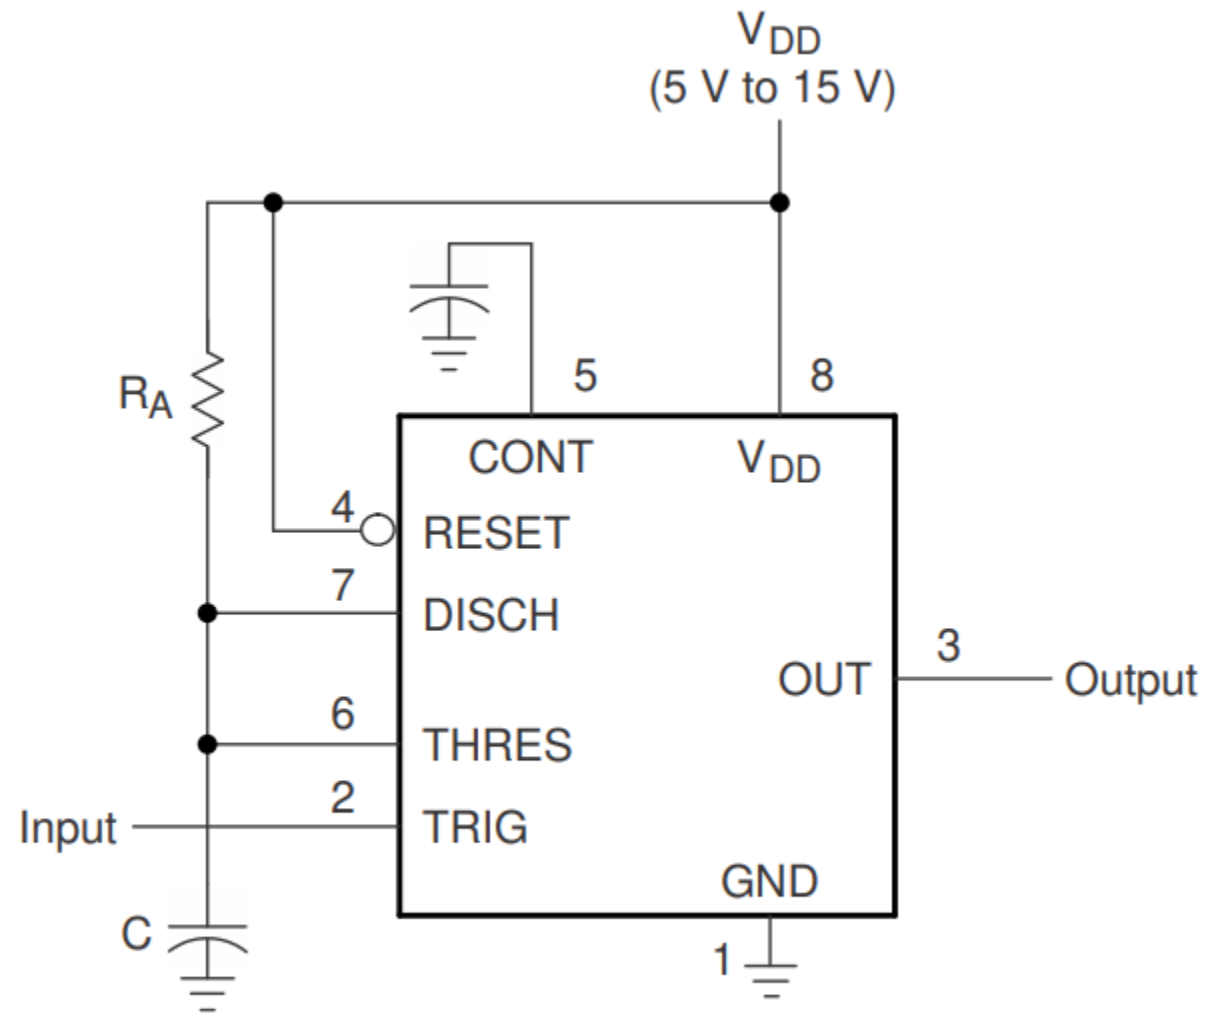 VDD
(5 V to 15 V)
RA
5
8
CONT
VDD
4
RESET
7
DISCH
3
OUT
Output
6
THRES
2
Input
TRIG
GND
C
1